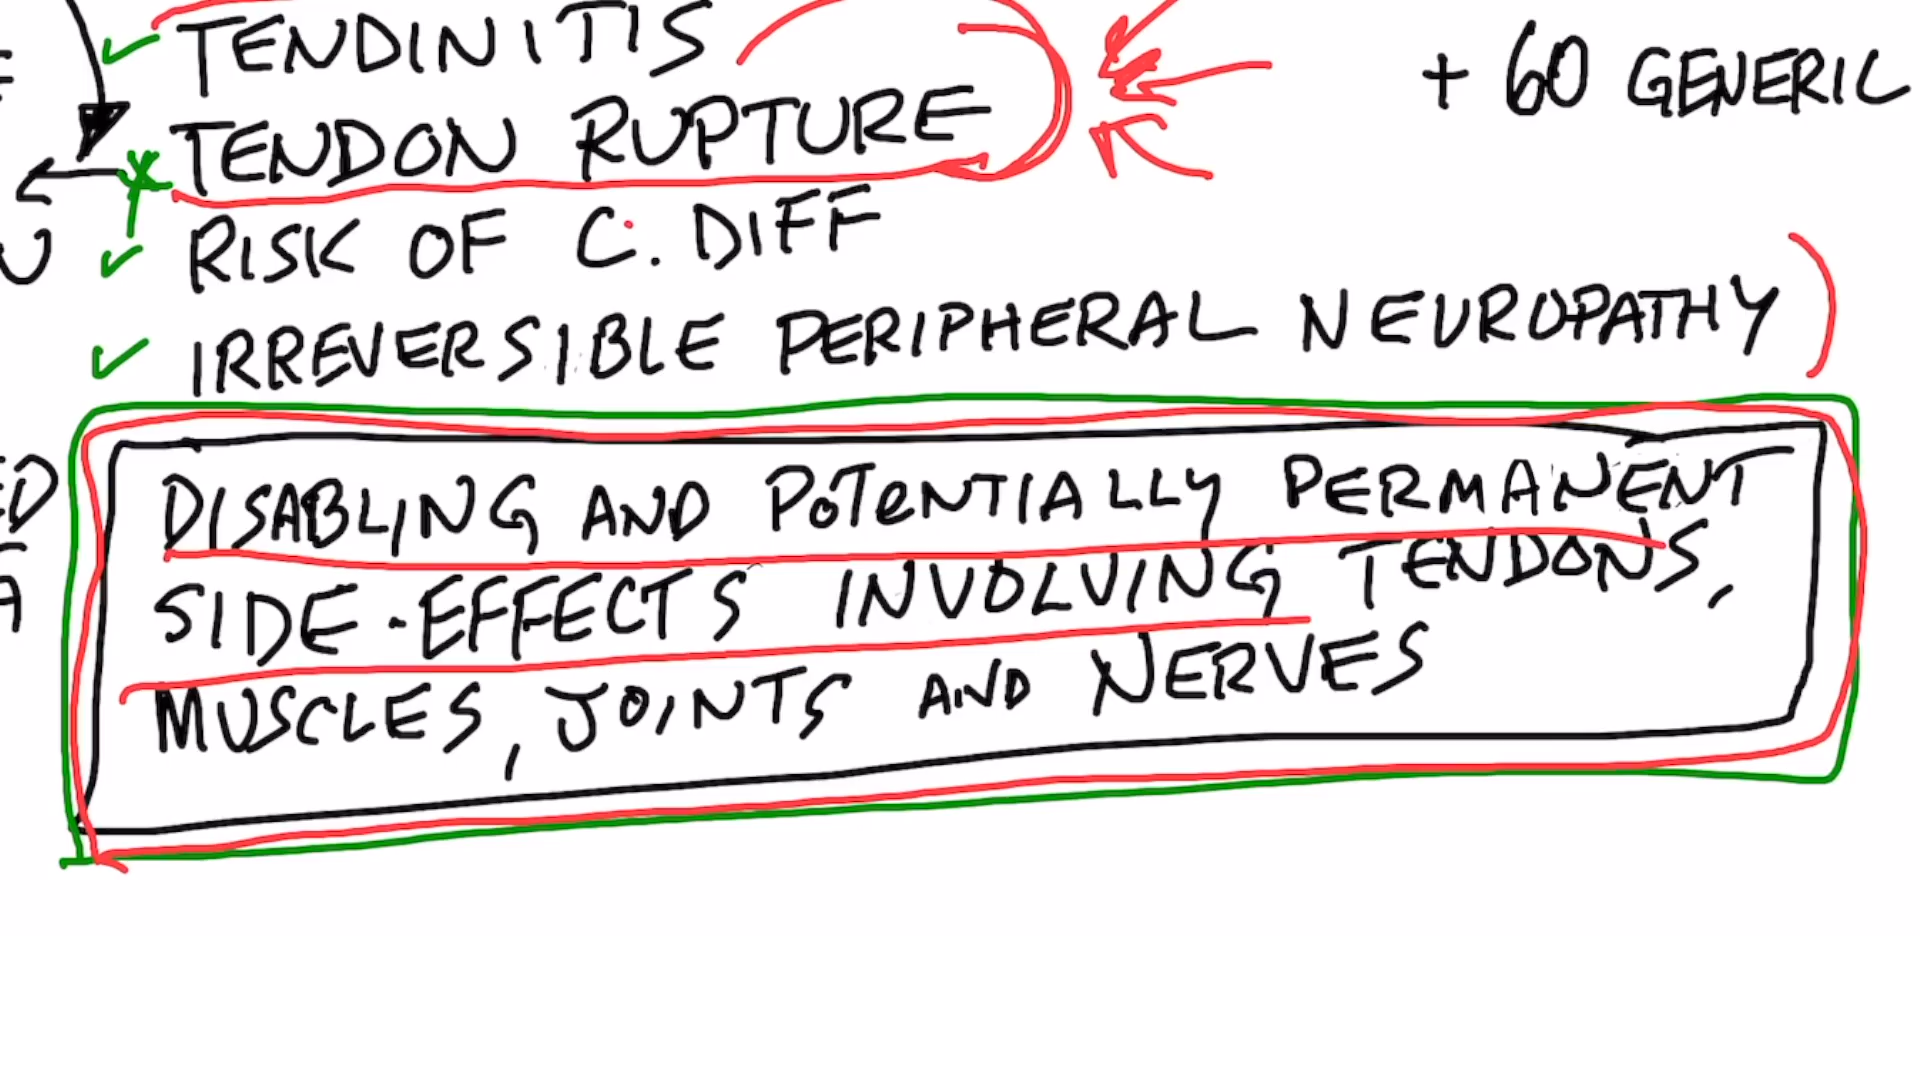 TENDINITIS
TENDON RUPTURE
+ 60 GENERIC
RISK OF C. DIFF
IRREVERSIBLE PERIPHERAL NEUROPATHY
DISABLING AND POTENTIALLY PERMANENT
SIDE-EFFECTS INVOLVING TENDONS,
MUSCLES, JOINTS AND NERVES